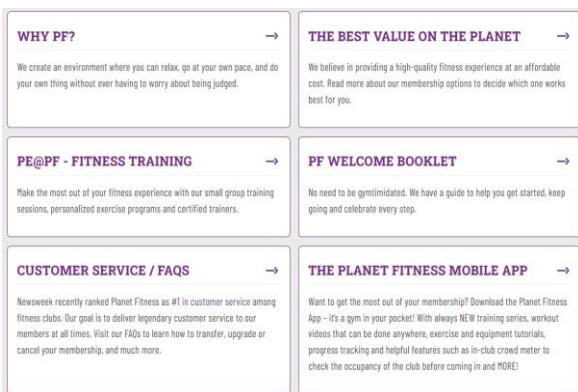 WHY PF?
We create an environment where you can relax, go at your own pace, and do
your own thing without ever having to worry about being judged.
THE BEST VALUE ON THE PLANET
We believe in providing a high-quality fitness experience at an affordable
cost. Read more about our membership options to decide which one works
best for you.
PE@PF - FITNESS TRAINING
Make the most out of your fitness experience with our small group training
sessions, personalized exercise programs and certified trainers.
PF WELCOME BOOKLET
No need to be gymtimidated. We have a guide to help you get started, keep
going and celebrate every step.
CUSTOMER SERVICE / FAQS
Newsweek recently ranked Planet Fitness as #1 in customer service among
fitness clubs. Our goal is to deliver legendary customer service to our
members at all times. Visit our FAQs to learn how to transfer, upgrade or
cancel your membership, and much more.
THE PLANET FITNESS MOBILE APP
Want to get the most out of your membership? Download the Planet Fitness
App – it's a gym in your pocket! With always NEW training series, workout
videos that can be done anywhere, exercise and equipment tutorials,
progress tracking and helpful features such as in-club crowd meter to
check the occupancy of the club before coming in and MORE!